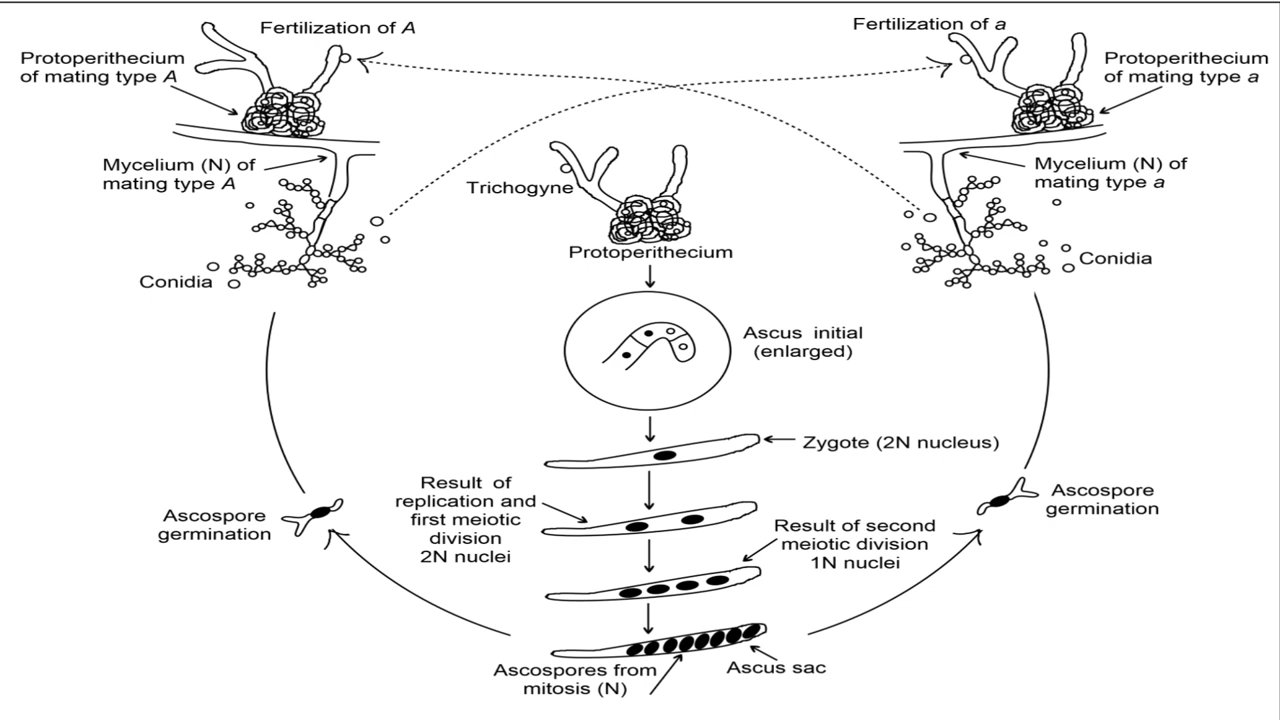 Fertilization of A
Fertilization of a
Protoperithecium
of mating type A
Protoperithecium
of mating type a
Mycelium (N) of
mating type A
Mycelium (N) of
mating type a
Trichogyne
Protoperithecium
Conidia
Conidia
Ascus initial
(enlarged)
Zygote (2N nucleus)
Result of
replication and
first meiotic
division
2N nuclei
Result of second
meiotic division
1N nuclei
Ascospore
germination
Ascospore
germination
Ascospores from
mitosis (N)
Ascus sac